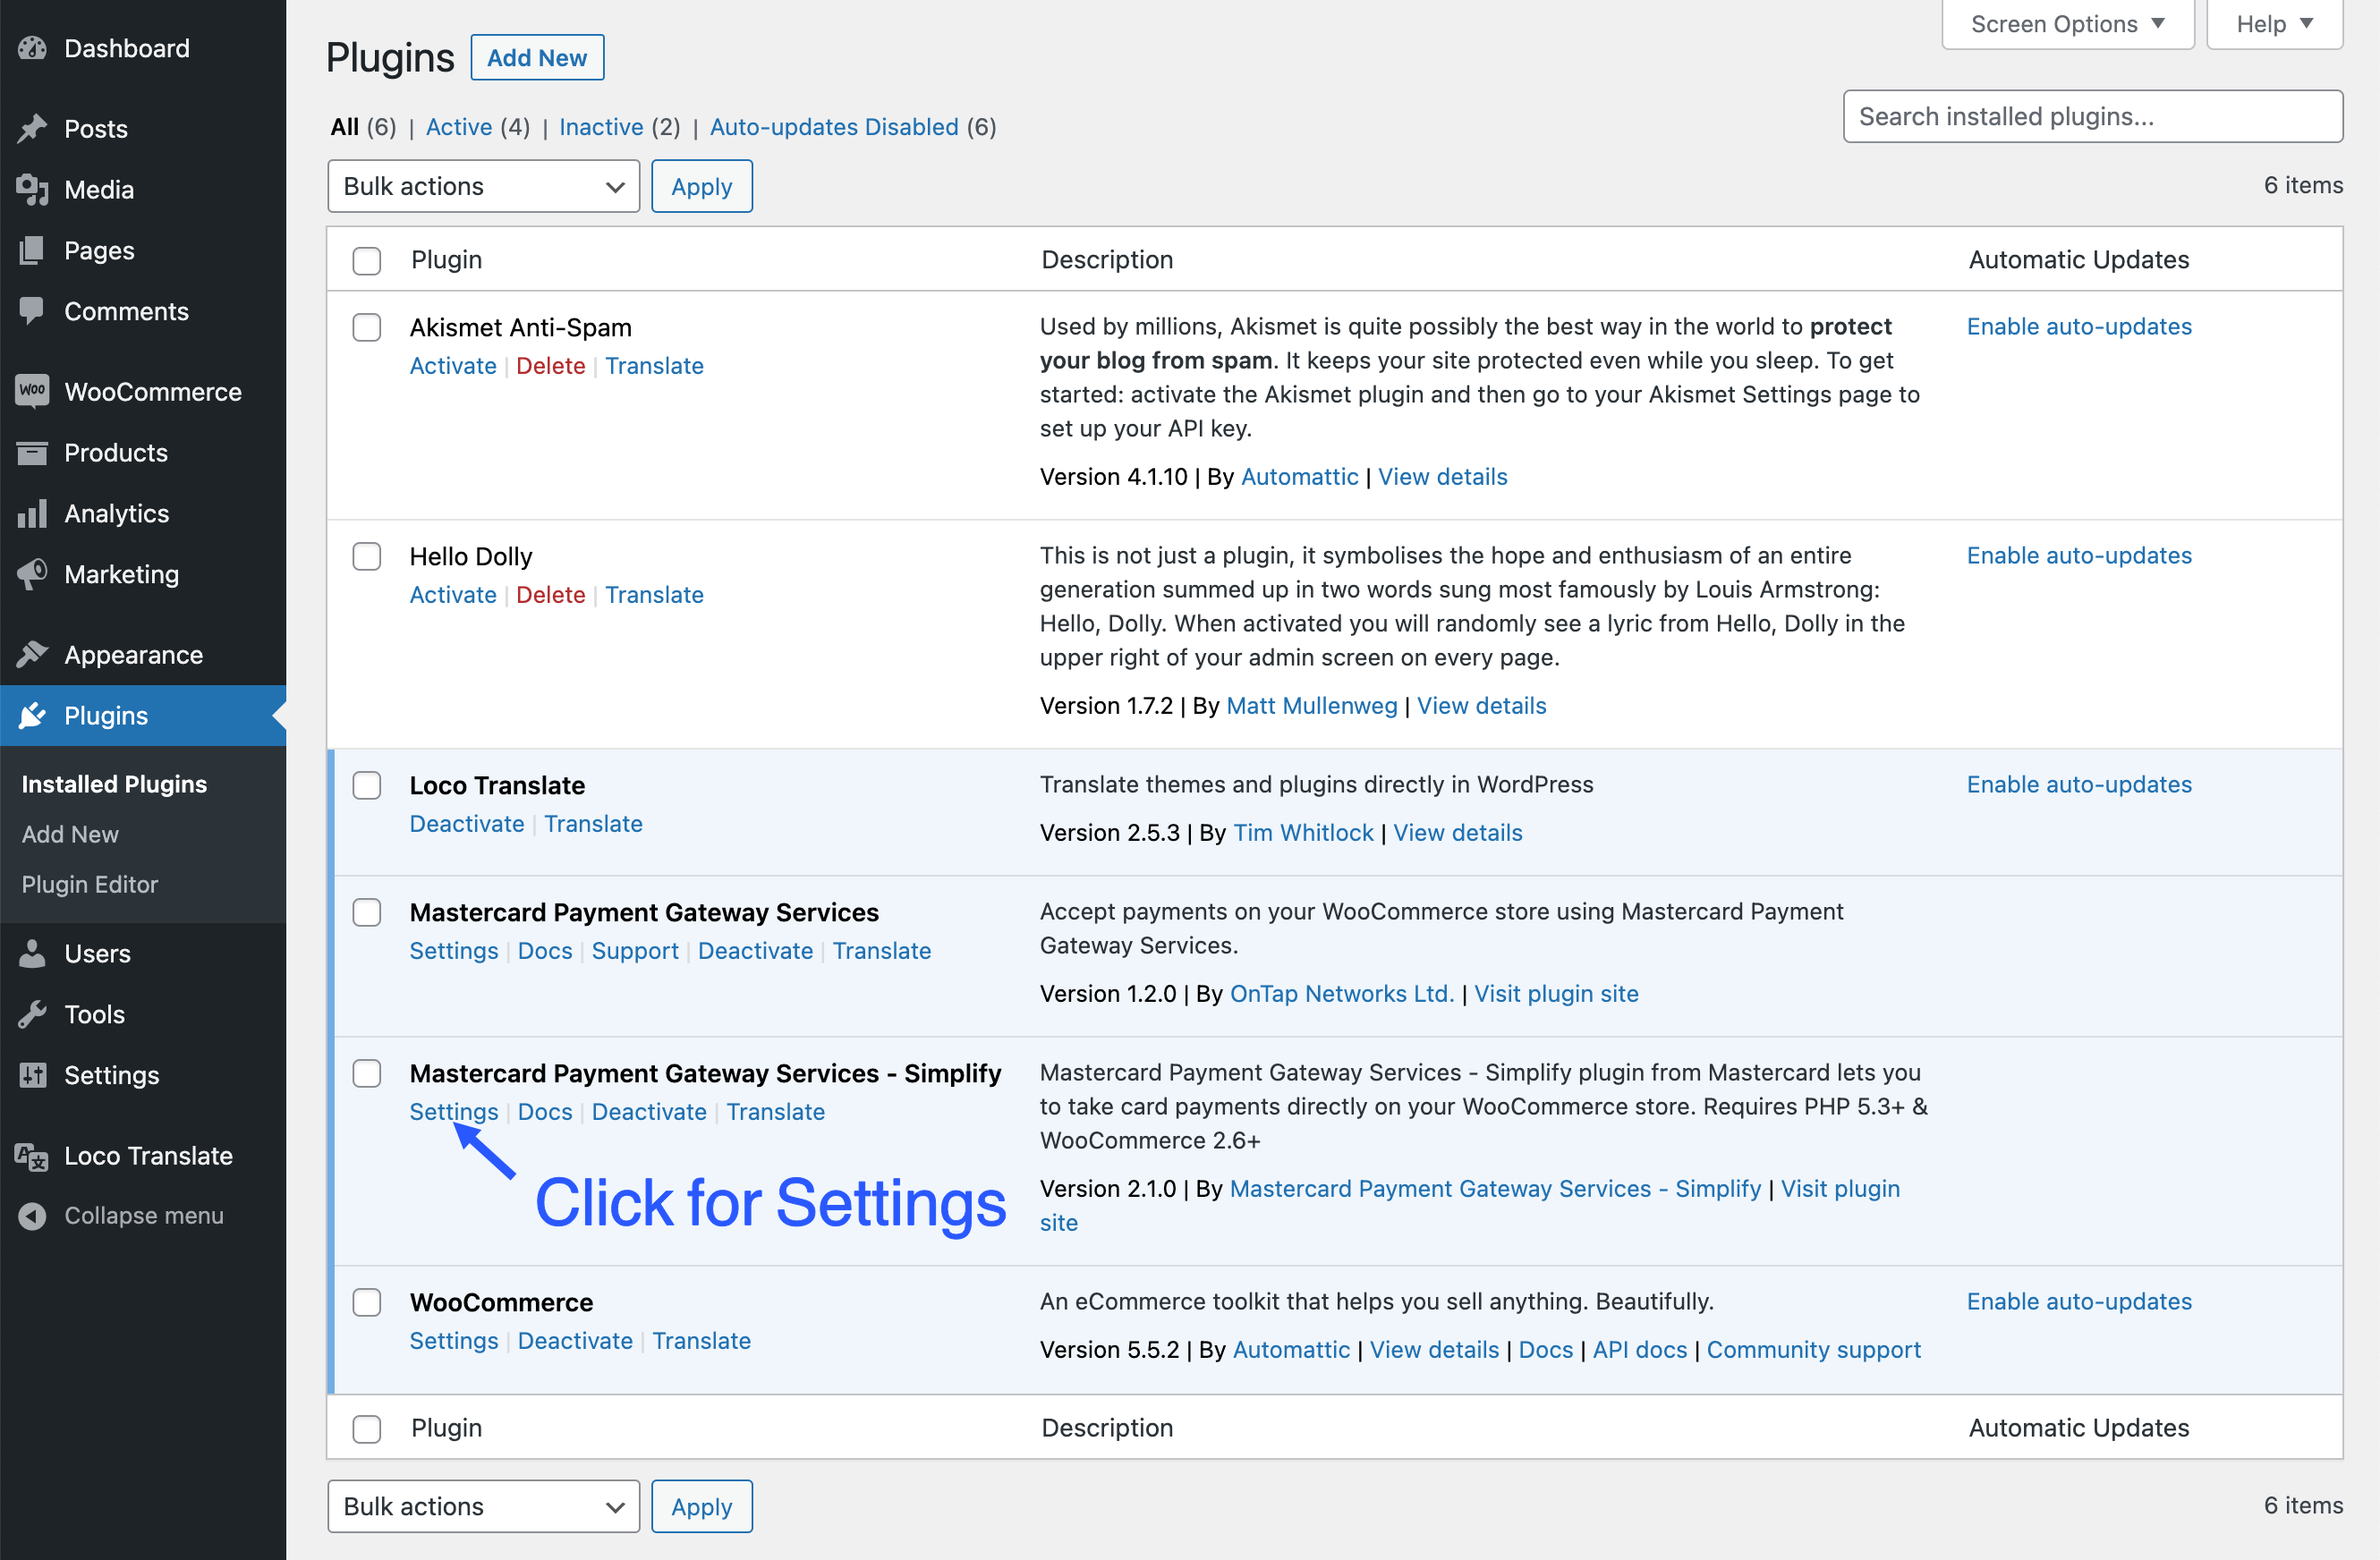 Dashboard
Posts
Media
Pages
Comments
Woo WooCommerce
Products
Analytics
Marketing
Appearance
Plugins
Installed Plugins
Add New
Plugin Editor
Users
Tools
Settings
Loco Translate
Collapse menu
Screen Options
Help
Plugins Add New
All (6) | Active (4) | Inactive (2) | Auto-updates Disabled (6)
Search installed plugins...
Bulk actions Apply
6 items
Plugin Description Automatic Updates
Akismet Anti-Spam
Activate | Delete | Translate
Used by millions, Akismet is quite possibly the best way in the world to protect
your blog from spam. It keeps your site protected even while you sleep. To get
started: activate the Akismet plugin and then go to your Akismet Settings page to
set up your API key.
Version 4.1.10 | By Automattic | View details
Enable auto-updates
Hello Dolly
Activate | Delete | Translate
This is not just a plugin, it symbolises the hope and enthusiasm of an entire
generation summed up in two words sung most famously by Louis Armstrong:
Hello, Dolly. When activated you will randomly see a lyric from Hello, Dolly in the
upper right of your admin screen on every page.
Version 1.7.2 | By Matt Mullenweg | View details
Enable auto-updates
Loco Translate
Deactivate | Translate
Translate themes and plugins directly in WordPress
Version 2.5.3 | By Tim Whitlock | View details
Enable auto-updates
Mastercard Payment Gateway Services
Settings | Docs | Support | Deactivate | Translate
Accept payments on your WooCommerce store using Mastercard Payment
Gateway Services.
Version 1.2.0 | By OnTap Networks Ltd. | Visit plugin site
Mastercard Payment Gateway Services - Simplify
Settings | Docs | Deactivate | Translate
Click for Settings
Mastercard Payment Gateway Services - Simplify plugin from Mastercard lets you
to take card payments directly on your WooCommerce store. Requires PHP 5.3+ &
WooCommerce 2.6+
Version 2.1.0 | By Mastercard Payment Gateway Services - Simplify | Visit plugin
site
WooCommerce
Settings | Deactivate | Translate
An eCommerce toolkit that helps you sell anything. Beautifully.
Version 5.5.2 | By Automattic | View details | Docs | API docs | Community support
Enable auto-updates
Plugin Description Automatic Updates
Bulk actions Apply
6 items